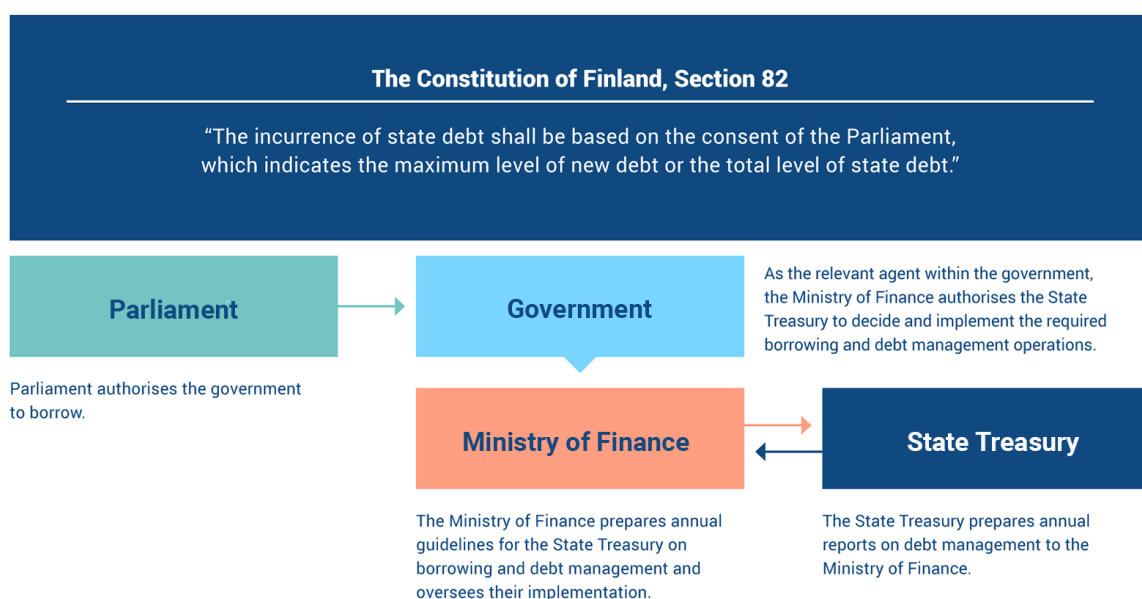 The Constitution of Finland, Section 82
“The incurrence of state debt shall be based on the consent of the Parliament,
which indicates the maximum level of new debt or the total level of state debt.”
Parliament
Parliament authorises the government
to borrow.
Government
As the relevant agent within the government,
the Ministry of Finance authorises the State
Treasury to decide and implement the required
borrowing and debt management operations.
Ministry of Finance
The Ministry of Finance prepares annual
guidelines for the State Treasury on
borrowing and debt management and
oversees their implementation.
State Treasury
The State Treasury prepares annual
reports on debt management to the
Ministry of Finance.